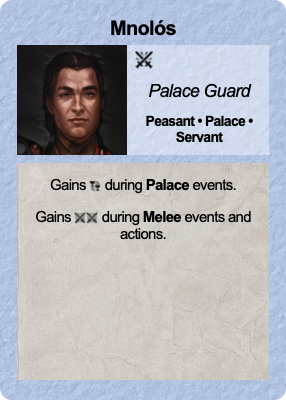 Mnolós
Palace Guard
Peasant • Palace •
Servant
Gains during Palace events.
Gains during Melee events and
actions.